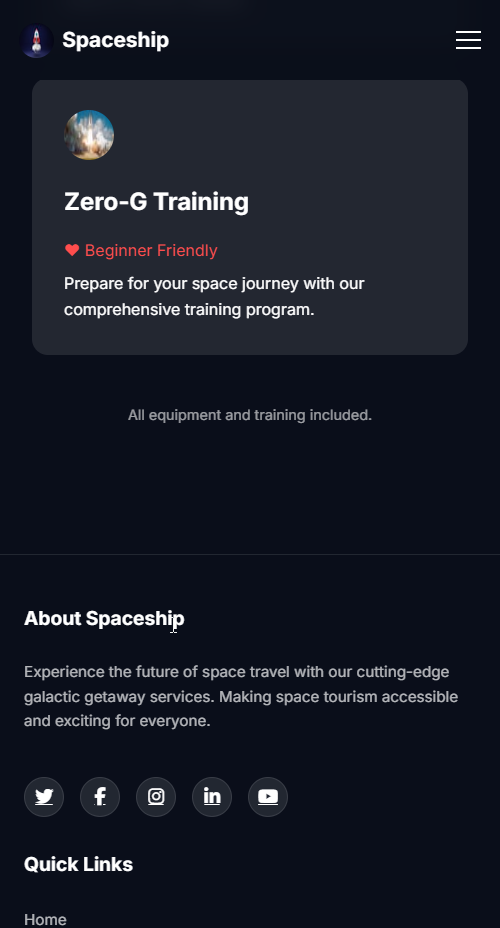 Spaceship
Zero-G Training
Beginner Friendly
Prepare for your space journey with our
comprehensive training program.
All equipment and training included.
About Spaceship
Experience the future of space travel with our cutting-edge
galactic getaway services. Making space tourism accessible
and exciting for everyone.
Quick Links
Home